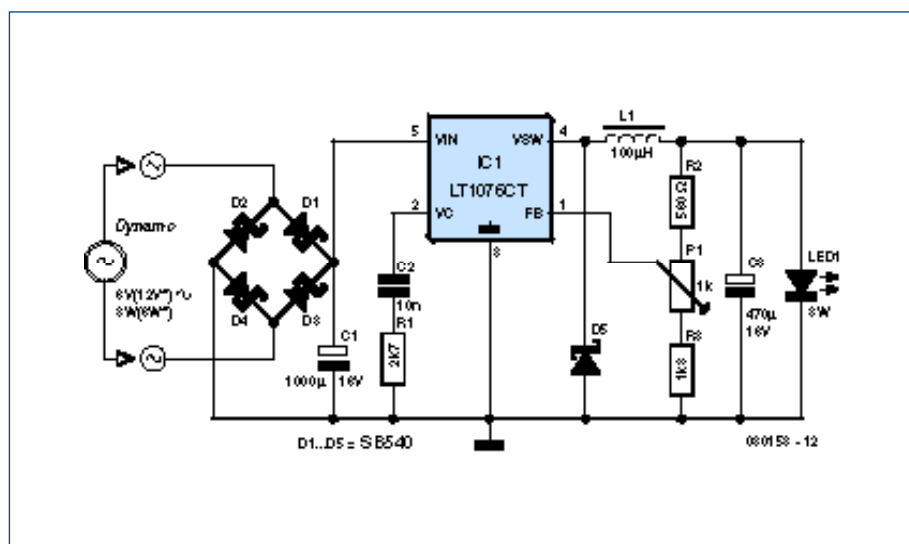 L1
100µH
5
VIN
VSW
4
IC1
LT1076CT
2
VC
FB
1
3
R2
560Ω
P1
1k
R3
D2
D1
D4
D3
Dynamo
6V(12V*)
3W(6W*)
C2
10n
R1
2k7
C1
1000µ
16V
D5
C3
470µ
16V
LED1
3W
D1...D5 = SB540
080158 - 12